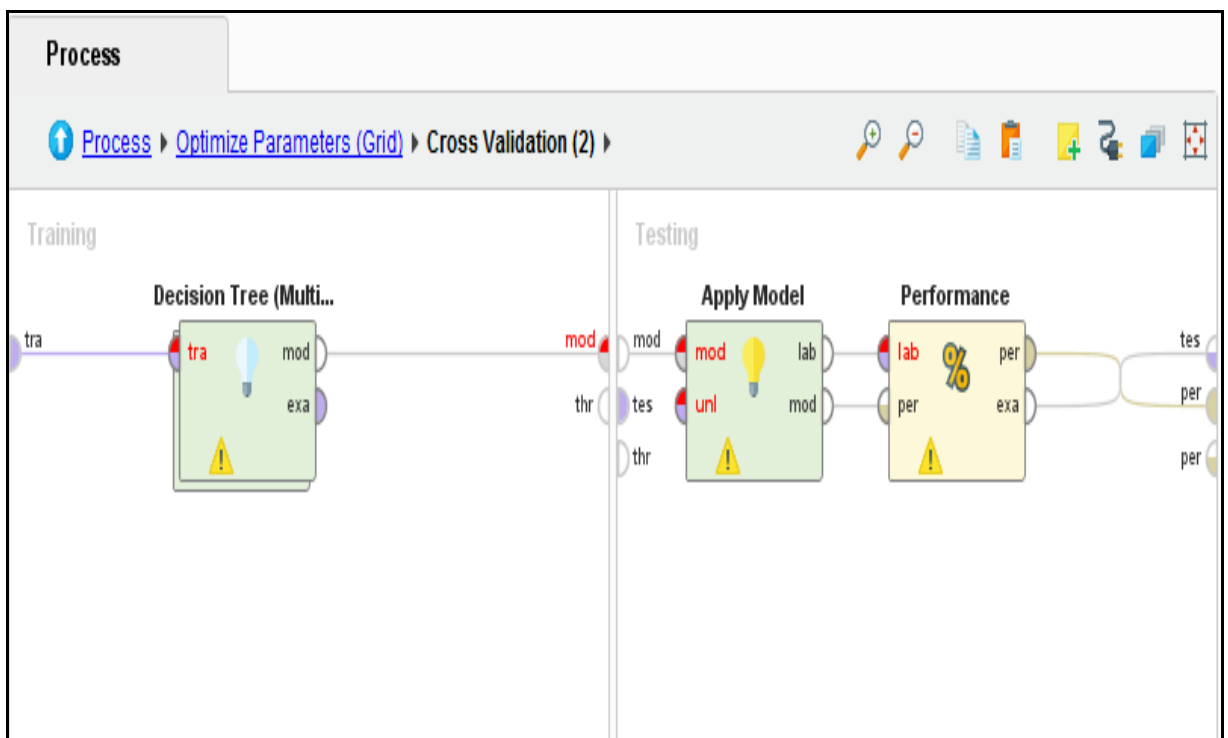 Process
Process ▸ Optimize Parameters (Grid) ▸ Cross Validation (2) ▸
Training
Testing
Decision Tree (Multi...
Apply Model
Performance
tra
tra
mod
exa
mod
thr
mod
tes
thr
mod
unl
lab
mod
lab
per
%
per
exa
tes
per
per